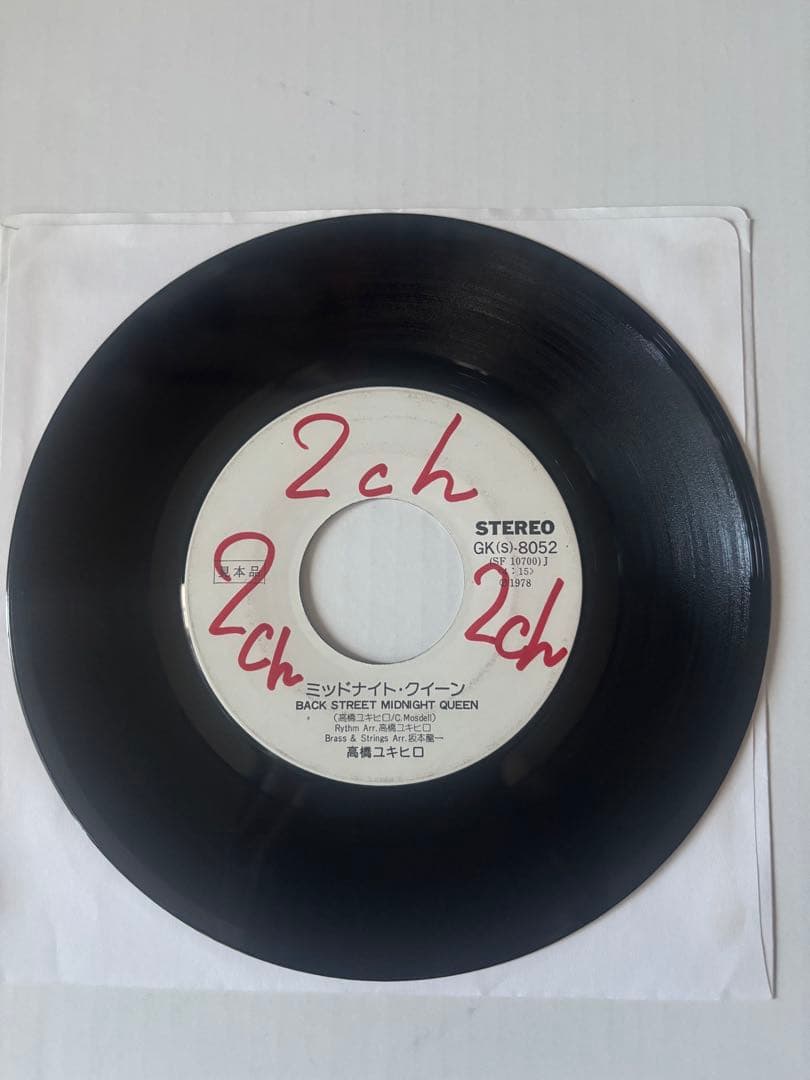 2ch
STEREO
GK(S)-8052
(SF 10700)J
Ⓟ1978
見本品
2ch
2ch
ミッドナイト・クイーン
BACK STREET MIDNIGHT QUEEN
(高橋ユキヒロ/C.Mosdell)
Rythm Arr.高橋ユキヒロ
Brass & Strings Arr.坂本龍一
高橋ユキヒロ